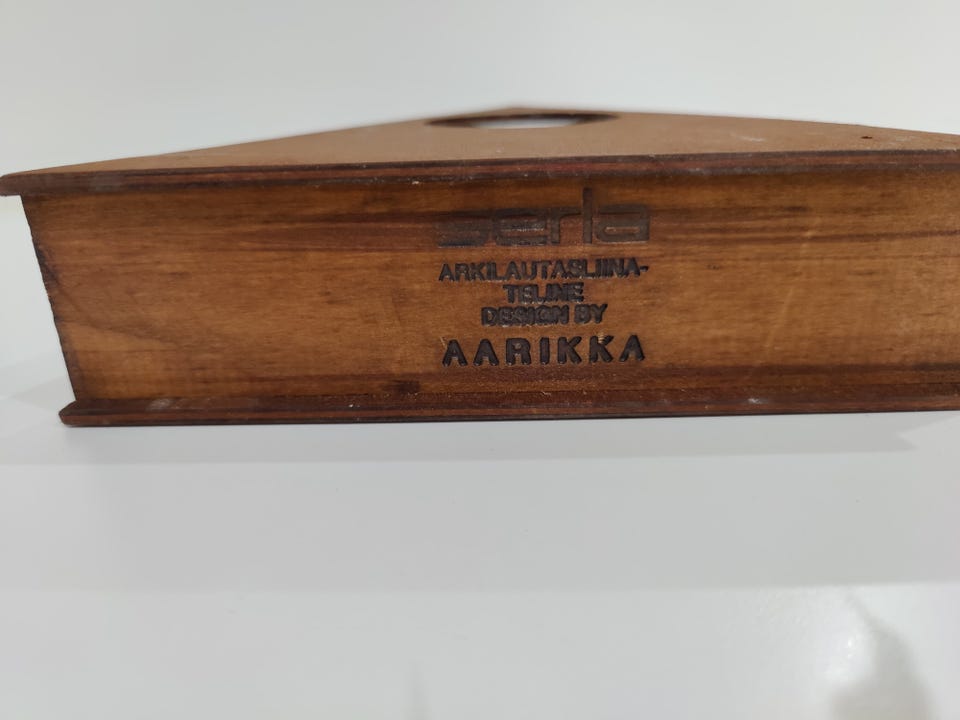 serla
ARKILAUTASLIINA-
TELINE
DESIGN BY
AARIKKA